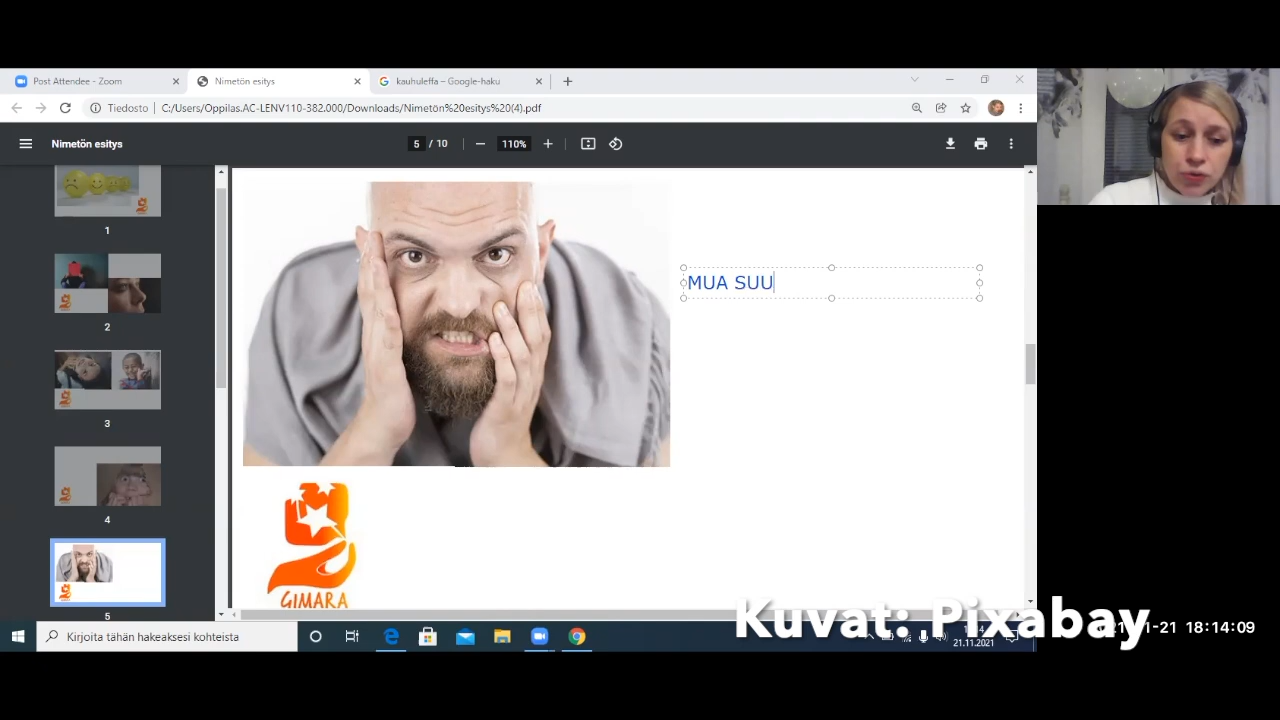 Post Attendee - Zoom
Nimetön esitys
kauhuleffa – Google-haku
Tiedosto
C:/Users/Oppilas.AC-LENV110-382.000/Downloads/Nimetön%20esitys%20(4).pdf
Nimetön esitys
5 / 10
110%
1
2
3
4
5
MUA SUU
GIMARA
Kuvat: Pixabay
Kirjoita tähän hakeaksesi kohteista
21.11.2021
1-21 18:14:09